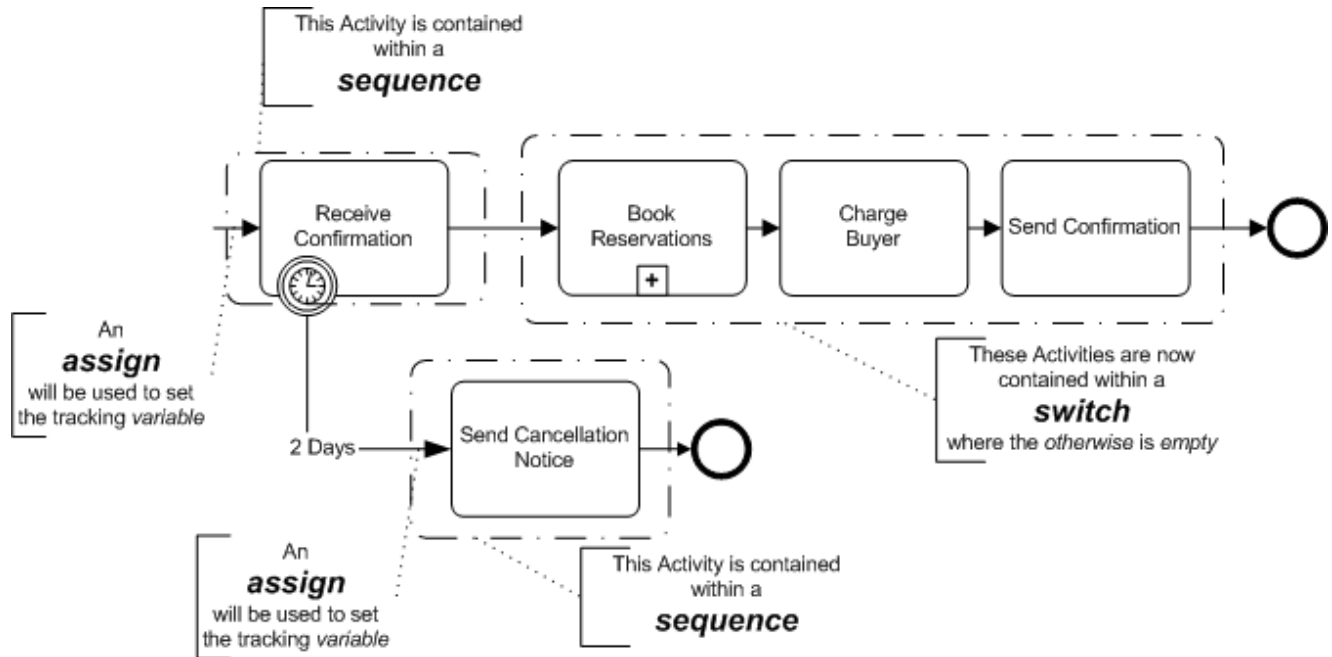 This Activity is contained
within a
sequence
Receive
Confirmation
Book
Reservations
Charge
Buyer
Send Confirmation
An
assign
will be used to set
the tracking variable
These Activities are now
contained within a
switch
where the otherwise is empty
2 Days
Send Cancellation
Notice
An
assign
will be used to set
the tracking variable
This Activity is contained
within a
sequence